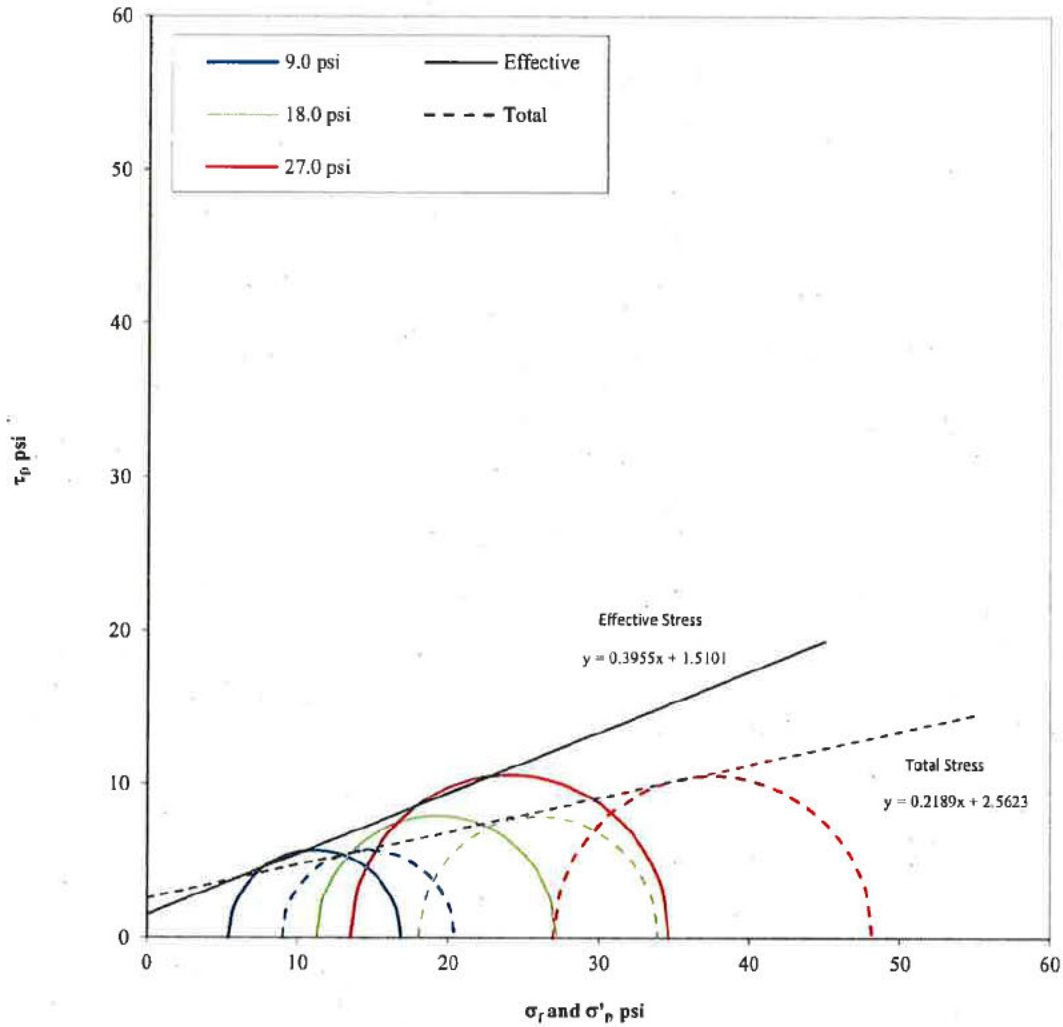 60
9.0 psi
Effective
18.0 psi
Total
27.0 psi
50
40
τf, psi
30
20
Effective Stress
y = 0.3955x + 1.5101
10
Total Stress
y = 0.2189x + 2.5623
0
0 10 20 30 40 50 60
σf and σ'f, psi